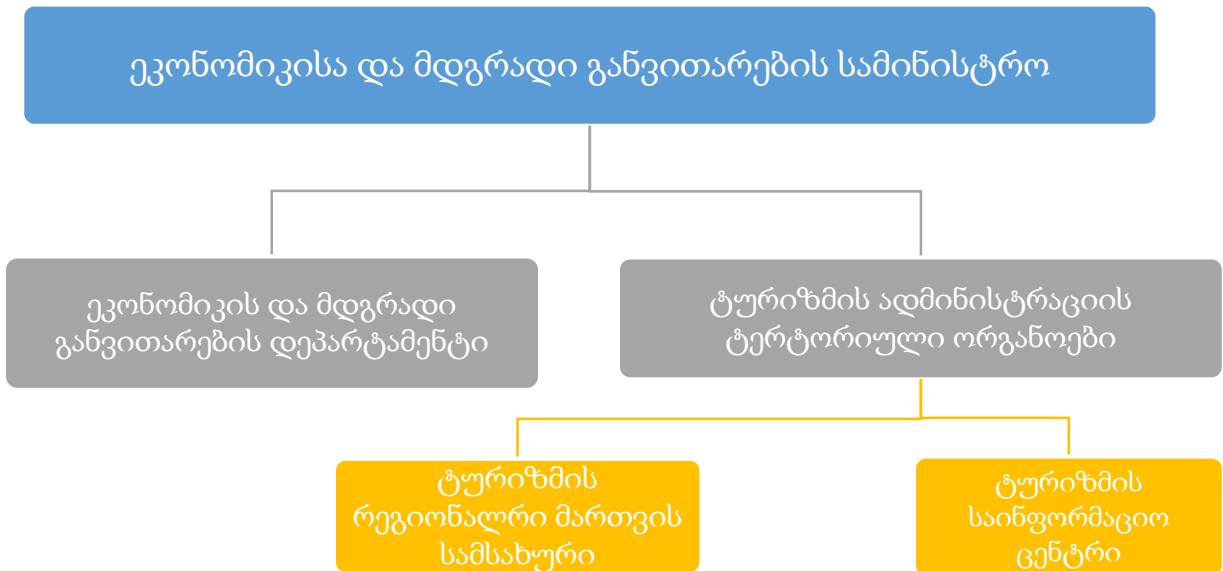 ეკონომიკისა და მდგრადი განვითარების სამინისტრო
ეკონომიკის და მდგრადი
განვითარების დეპარტამენტი
ტურიზმის ადმინისტრაციის
ტერტორიული ორგანოები
ტურიზმის
რეგიონალრი მართვის
სამსახური
ტურიზმის
საინფორმაციო
ცენტრი